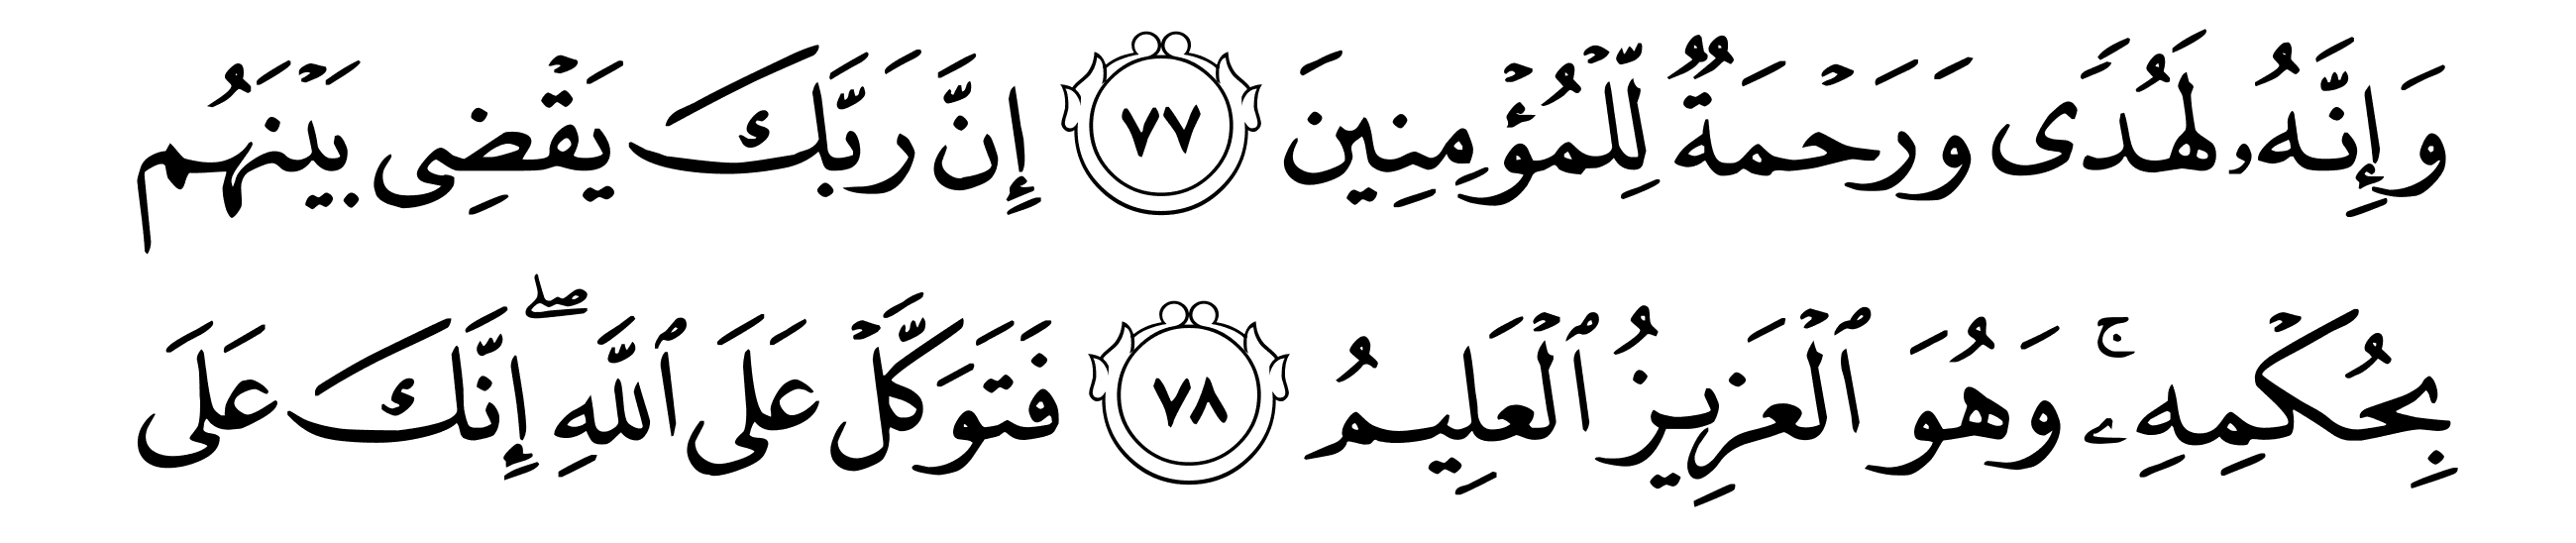 وَإِنَّهُۥ لَهُدٗى وَرَحۡمَةٞ لِّلۡمُؤۡمِنِينَ ٧٧ إِنَّ رَبَّكَ يَقۡضِي بَيۡنَهُم
بِحُكۡمِهِۦۚ وَهُوَ ٱلۡعَزِيزُ ٱلۡعَلِيمُ ٧٨ فَتَوَكَّلۡ عَلَى ٱللَّهِۖ إِنَّكَ عَلَى